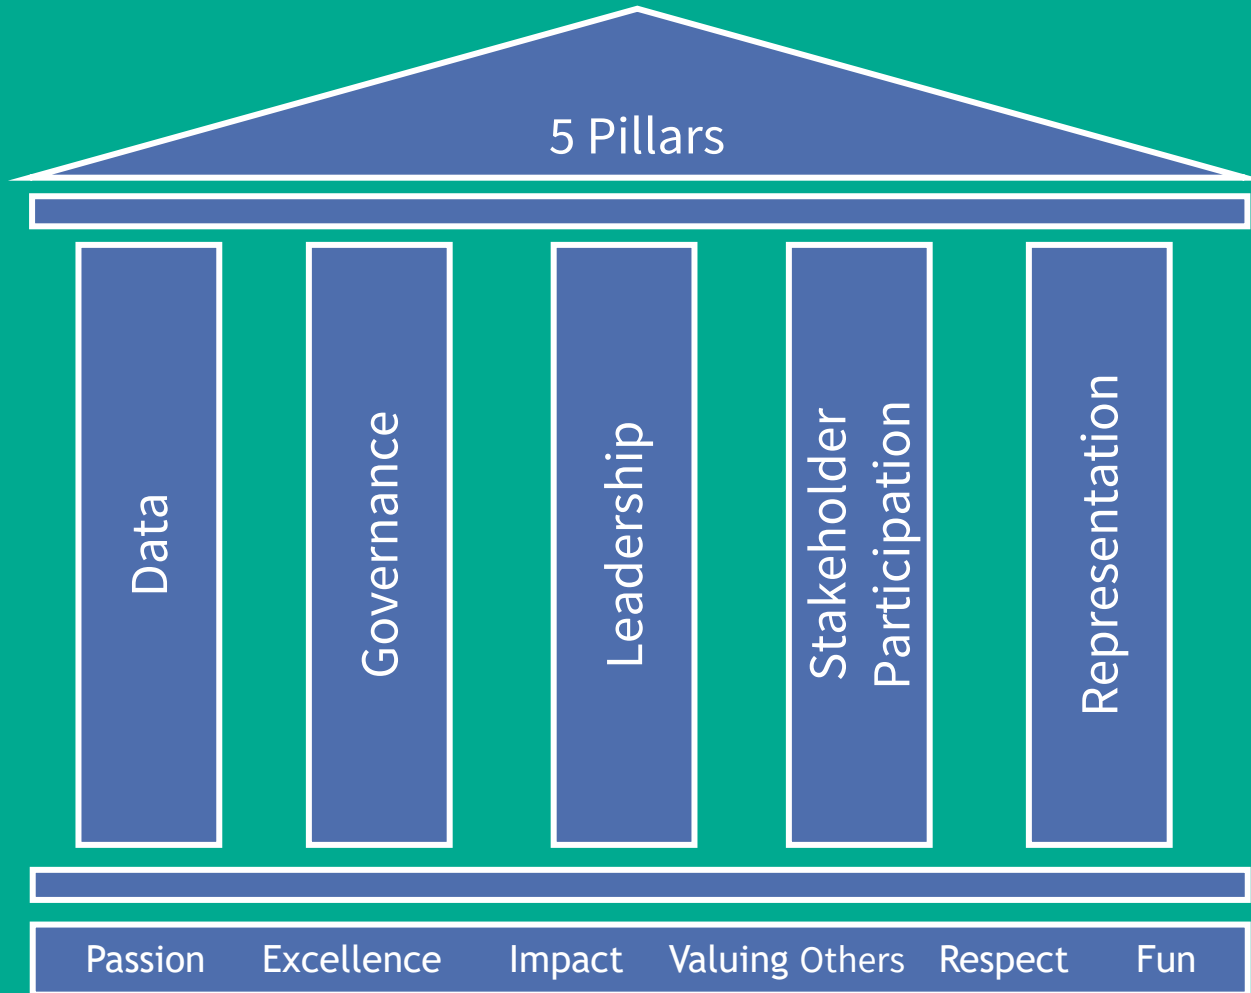 5 Pillars
Data
Governance
Leadership
Stakeholder
Participation
Representation
Passion Excellence Impact Valuing Others Respect Fun